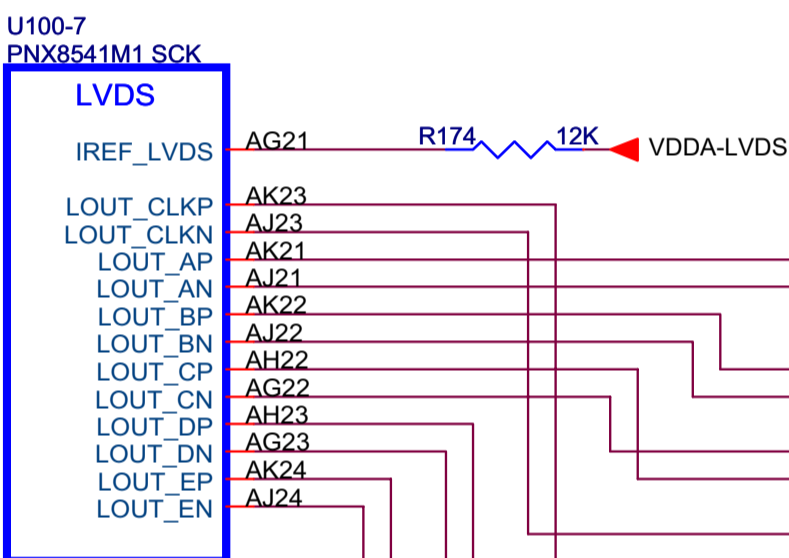 U100-7
PNX8541M1 SCK
LVDS
IREF_LVDS AG21 R174 12K VDDA-LVDS
LOUT_CLKP AK23
LOUT_CLKN AJ23
LOUT_AP AK21
LOUT_AN AJ21
LOUT_BP AK22
LOUT_BN AJ22
LOUT_CP AH22
LOUT_CN AG22
LOUT_DP AH23
LOUT_DN AG23
LOUT_EP AK24
LOUT_EN AJ24